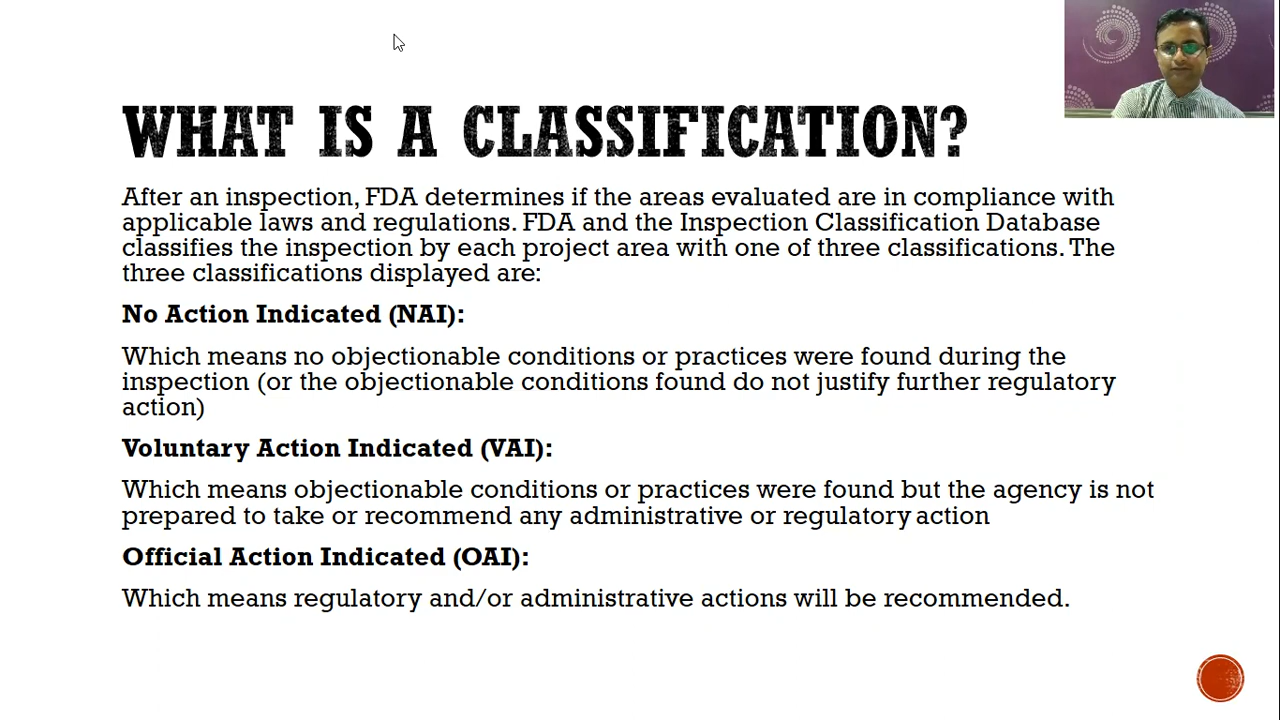 WHAT IS A CLASSIFICATION?
After an inspection, FDA determines if the areas evaluated are in compliance with
applicable laws and regulations. FDA and the Inspection Classification Database
classifies the inspection by each project area with one of three classifications. The
three classifications displayed are:
No Action Indicated (NAI):
Which means no objectionable conditions or practices were found during the
inspection (or the objectionable conditions found do not justify further regulatory
action)
Voluntary Action Indicated (VAI):
Which means objectionable conditions or practices were found but the agency is not
prepared to take or recommend any administrative or regulatory action
Official Action Indicated (OAI):
Which means regulatory and/or administrative actions will be recommended.